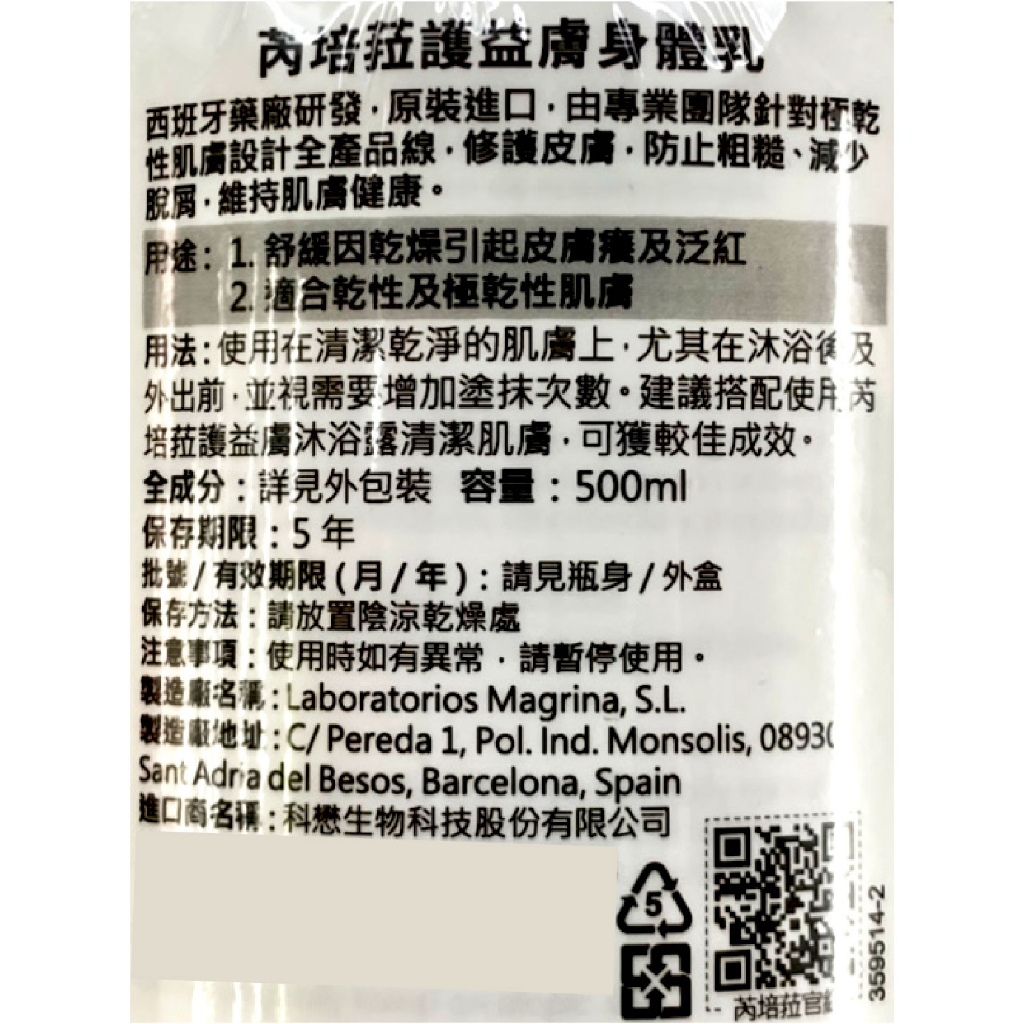 芮培菈護益膚身體乳
西班牙藥廠研發，原裝進口，由專業團隊針對極乾
性肌膚設計全產品線，修護皮膚，防止粗糙、減少
脫屑，維持肌膚健康。
用途：1. 舒緩因乾燥引起皮膚癢及泛紅
2. 適合乾性及極乾性肌膚
用法：使用在清潔乾淨的肌膚上，尤其在沐浴後及
外出前，並視需要增加塗抹次數。建議搭配使用芮
培菈護益膚沐浴露清潔肌膚，可獲較佳成效。
全成分：詳見外包裝 容量：500ml
保存期限：5 年
批號/有效期限(月/年)：請見瓶身/外盒
保存方法：請放置陰涼乾燥處
注意事項：使用時如有異常，請暫停使用。
製造廠名稱：Laboratorios Magrina, S.L.
製造廠地址：C/ Pereda 1, Pol. Ind. Monsolis, 08930
Sant Adria del Besos, Barcelona, Spain
進口商名稱：科懋生物科技股份有限公司
5
芮培菈官
359514-2